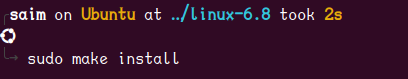 saim on Ubuntu at ../linux-6.8 took 2s
sudo make install